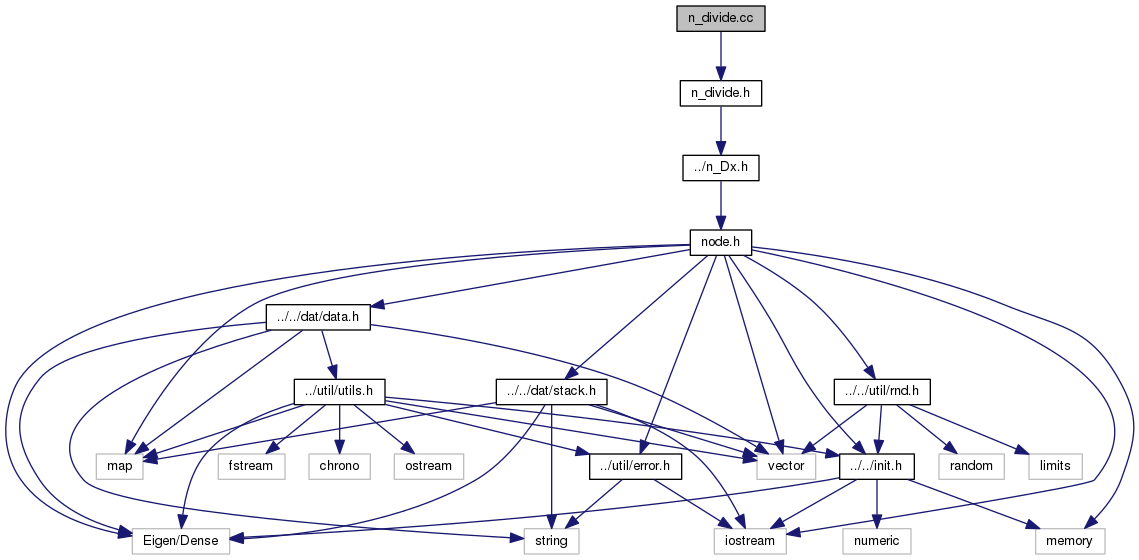 n_divide.cc
n_divide.h
../n_Dx.h
node.h
../../dat/data.h
../util/utils.h
../../dat/stack.h
../../util/rnd.h
map
fstream
chrono
ostream
../util/error.h
vector
../../init.h
random
limits
Eigen/Dense
string
iostream
numeric
memory